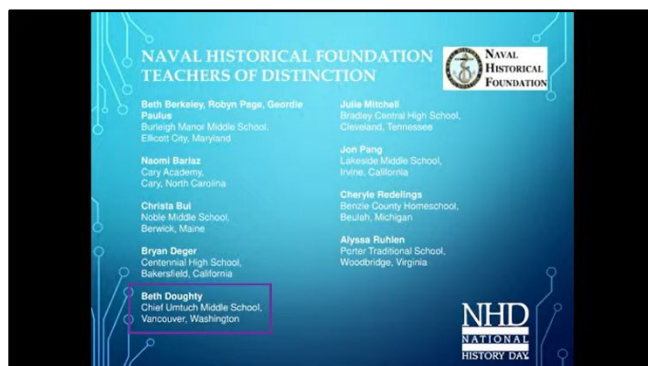 NAVAL HISTORICAL FOUNDATION
TEACHERS OF DISTINCTION
NAVAL
HISTORICAL
FOUNDATION
Beth Berkeley, Robyn Page, Geordie
Paulus
Burleigh Manor Middle School,
Ellicott City, Maryland
Naomi Barlaz
Cary Academy,
Cary, North Carolina
Christa Bui
Noble Middle School,
Berwick, Maine
Bryan Deger
Centennial High School,
Bakersfield, California
Beth Doughty
Chief Umtuch Middle School,
Vancouver, Washington
Julie Mitchell
Bradley Central High School,
Cleveland, Tennessee
Jon Pang
Lakeside Middle School,
Irvine, California
Cheryle Redelings
Benzie County Homeschool,
Beulah, Michigan
Alyssa Ruhlen
Porter Traditional School,
Woodbridge, Virginia
NHD
NATIONAL
HISTORY DAY